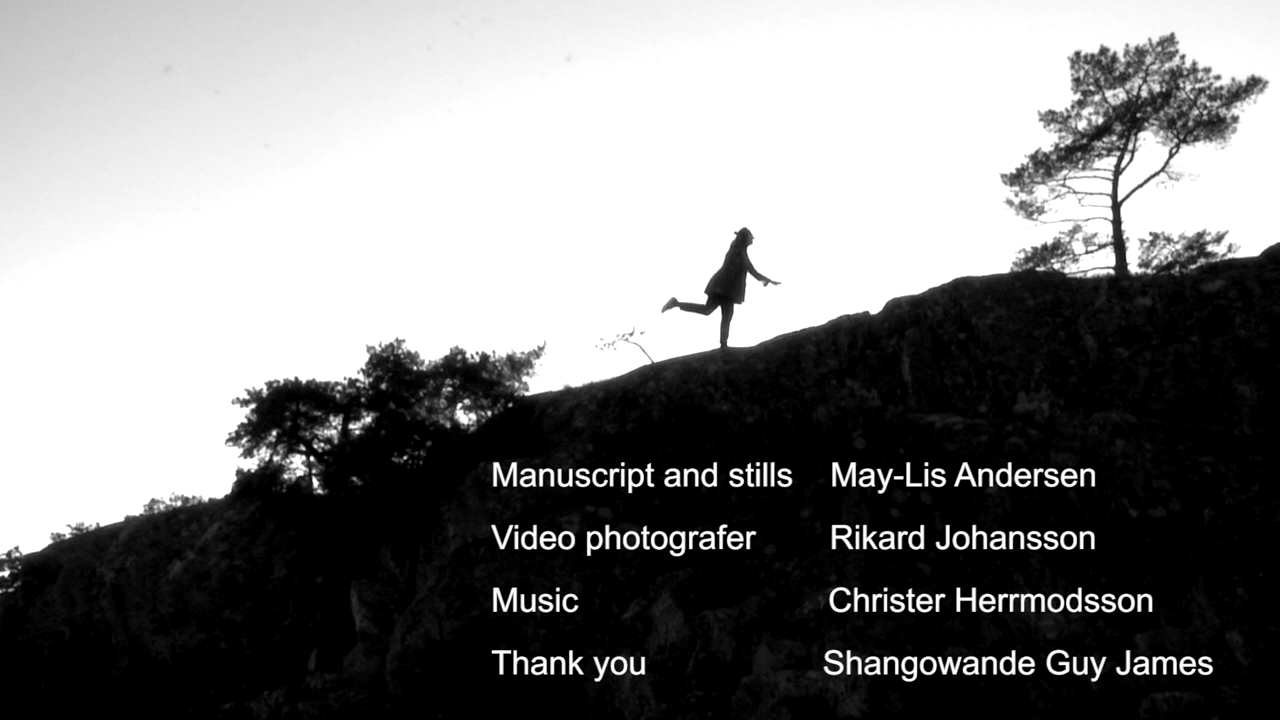 Manuscript and stills May-Lis Andersen
Video photografer Rikard Johansson
Music Christer Herrmodsson
Thank you Shangowande Guy James